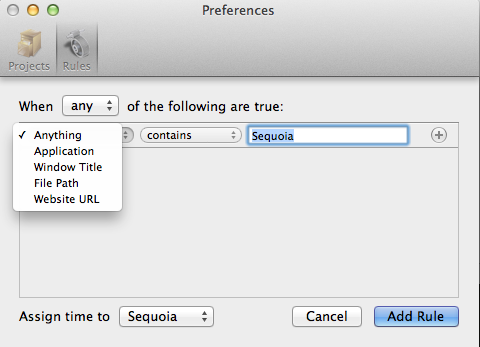 Preferences
Projects Rules
When any of the following are true:
✓ Anything contains Sequoia
Application
Window Title
File Path
Website URL
Assign time to Sequoia Cancel Add Rule